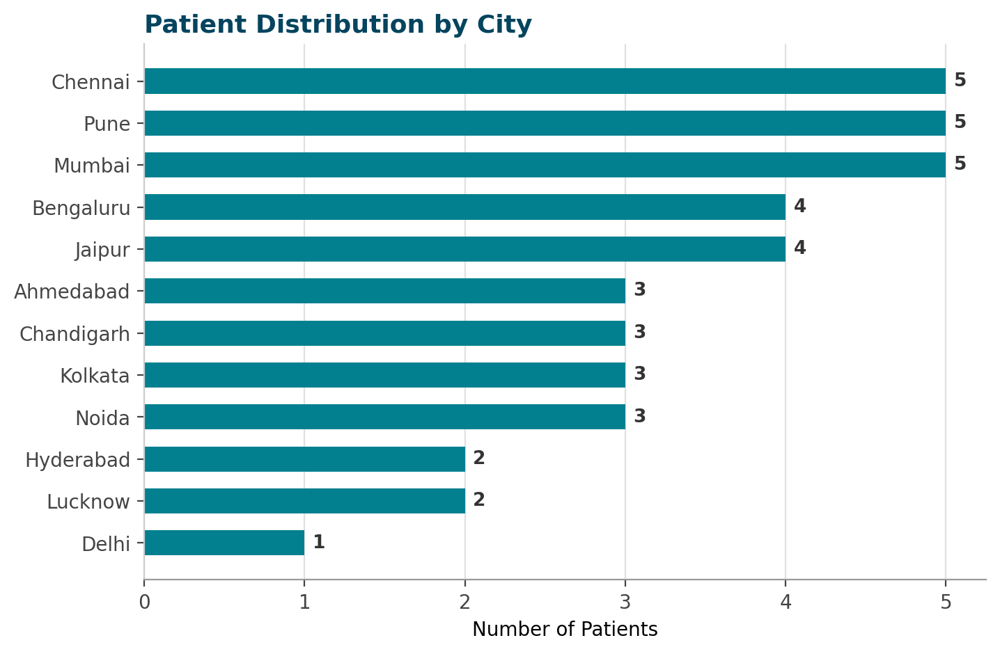 Patient Distribution by City
Chennai 5
Pune 5
Mumbai 5
Bengaluru 4
Jaipur 4
Ahmedabad 3
Chandigarh 3
Kolkata 3
Noida 3
Hyderabad 2
Lucknow 2
Delhi 1
0 1 2 3 4 5
Number of Patients